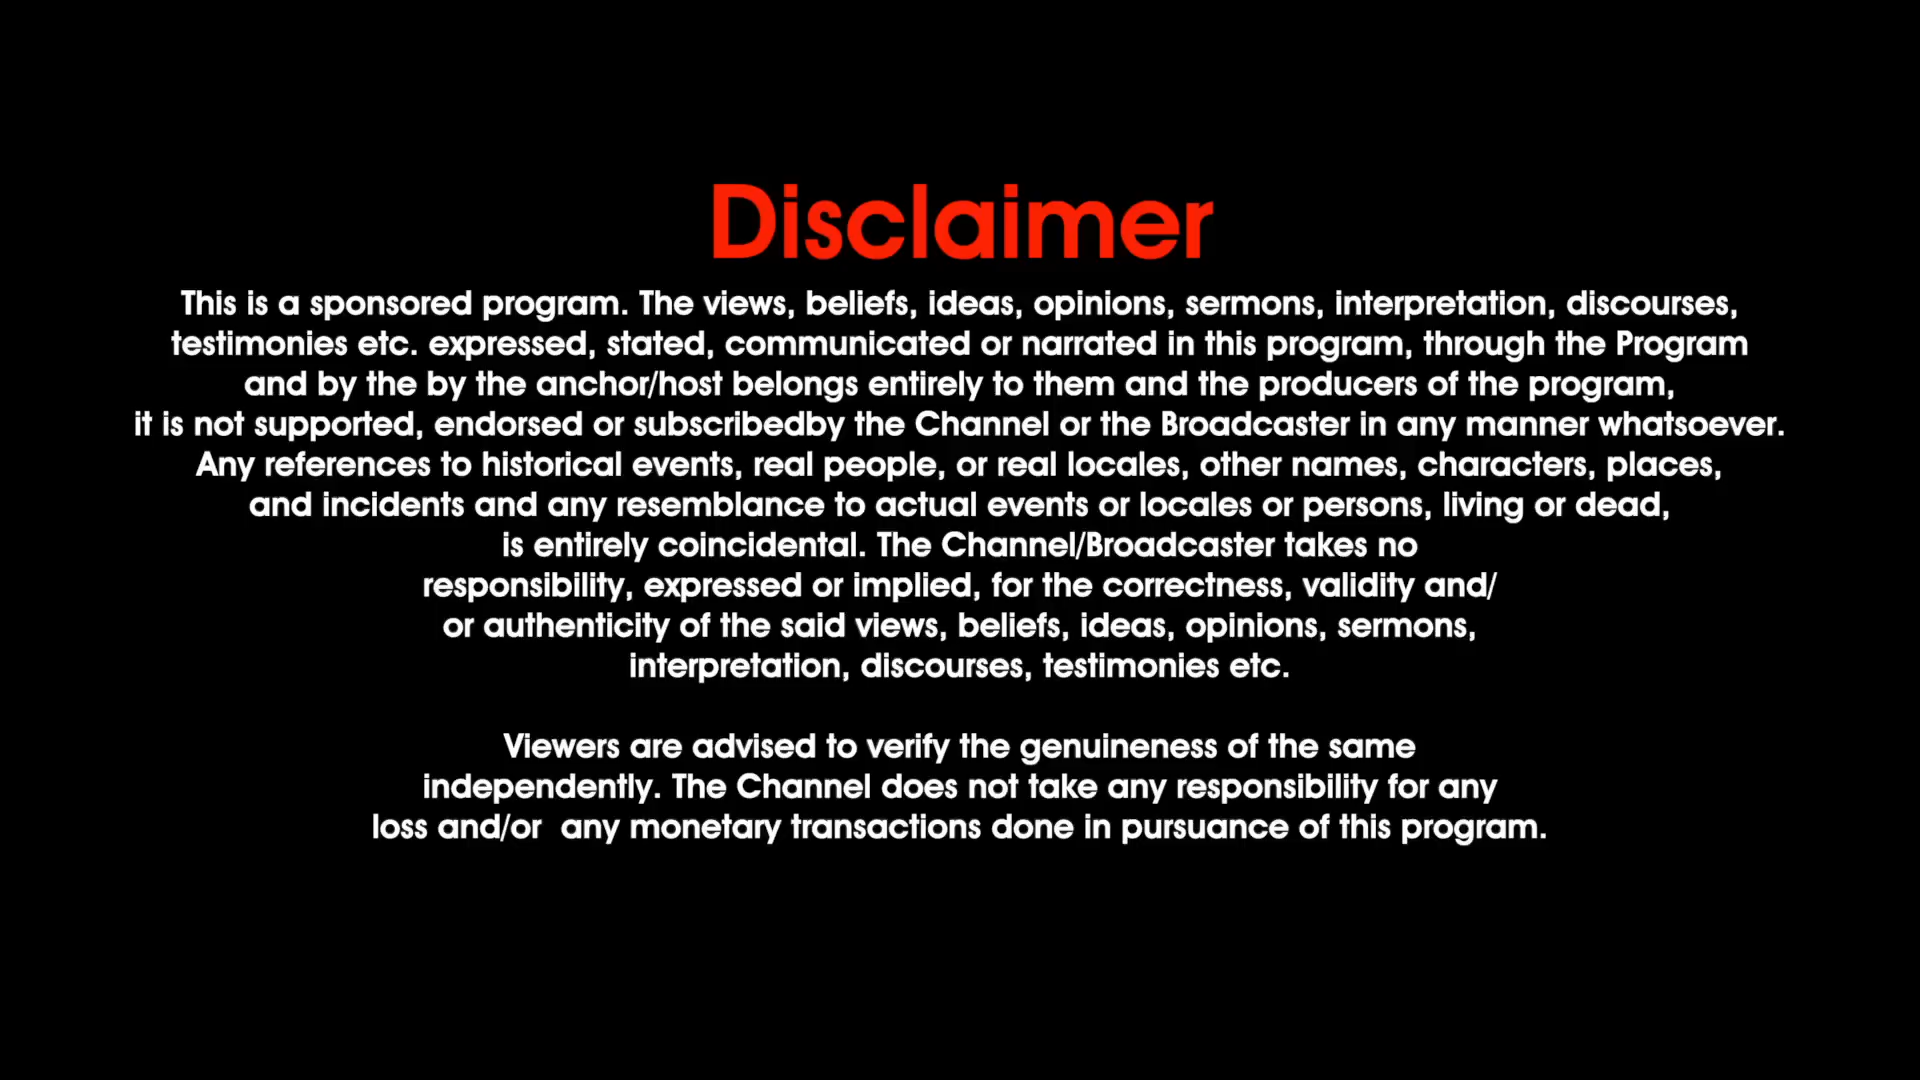 Disclaimer
This is a sponsored program. The views, beliefs, ideas, opinions, sermons, interpretation, discourses,
testimonies etc. expressed, stated, communicated or narrated in this program, through the Program
and by the by the anchor/host belongs entirely to them and the producers of the program,
it is not supported, endorsed or subscribedby the Channel or the Broadcaster in any manner whatsoever.
Any references to historical events, real people, or real locales, other names, characters, places,
and incidents and any resemblance to actual events or locales or persons, living or dead,
is entirely coincidental. The Channel/Broadcaster takes no
responsibility, expressed or implied, for the correctness, validity and/
or authenticity of the said views, beliefs, ideas, opinions, sermons,
interpretation, discourses, testimonies etc.
Viewers are advised to verify the genuineness of the same
independently. The Channel does not take any responsibility for any
loss and/or  any monetary transactions done in pursuance of this program.